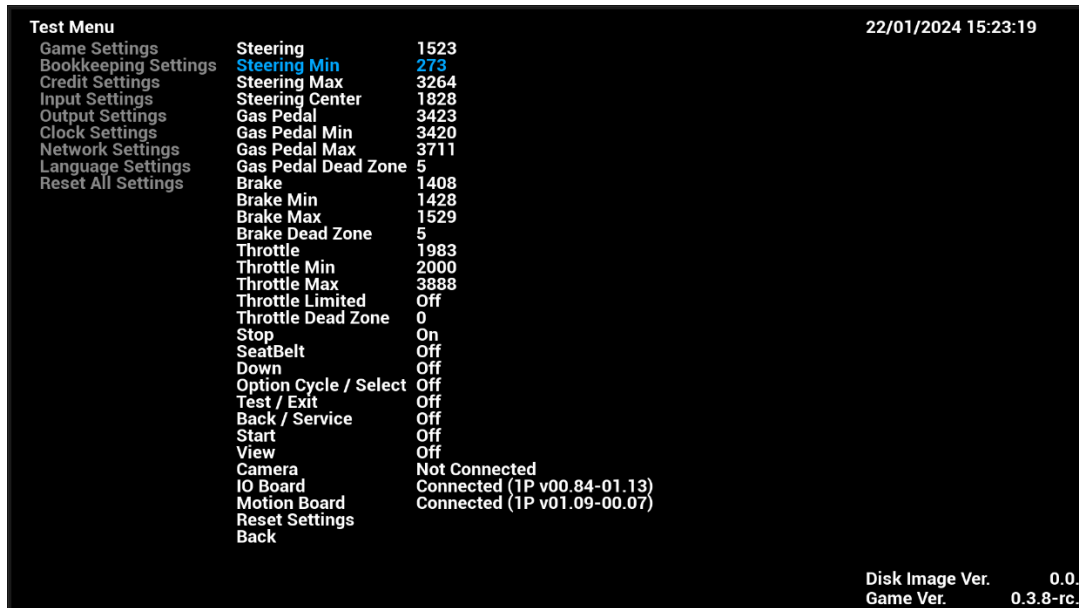 Test Menu 22/01/2024 15:23:19
Game Settings Steering 1523
Bookkeeping Settings Steering Min 273
Credit Settings Steering Max 3264
Input Settings Steering Center 1828
Output Settings Gas Pedal 3423
Clock Settings Gas Pedal Min 3420
Network Settings Gas Pedal Max 3711
Language Settings Gas Pedal Dead Zone 5
Reset All Settings Brake 1408
Brake Min 1428
Brake Max 1529
Brake Dead Zone 5
Throttle 1983
Throttle Min 2000
Throttle Max 3888
Throttle Limited Off
Throttle Dead Zone 0
Stop On
SeatBelt Off
Down Off
Option Cycle / Select Off
Test / Exit Off
Back / Service Off
Start Off
View Off
Camera Not Connected
IO Board Connected (1P v00.84-01.13)
Motion Board Connected (1P v01.09-00.07)
Reset Settings
Back
Disk Image Ver. 0.0.
Game Ver. 0.3.8-rc.